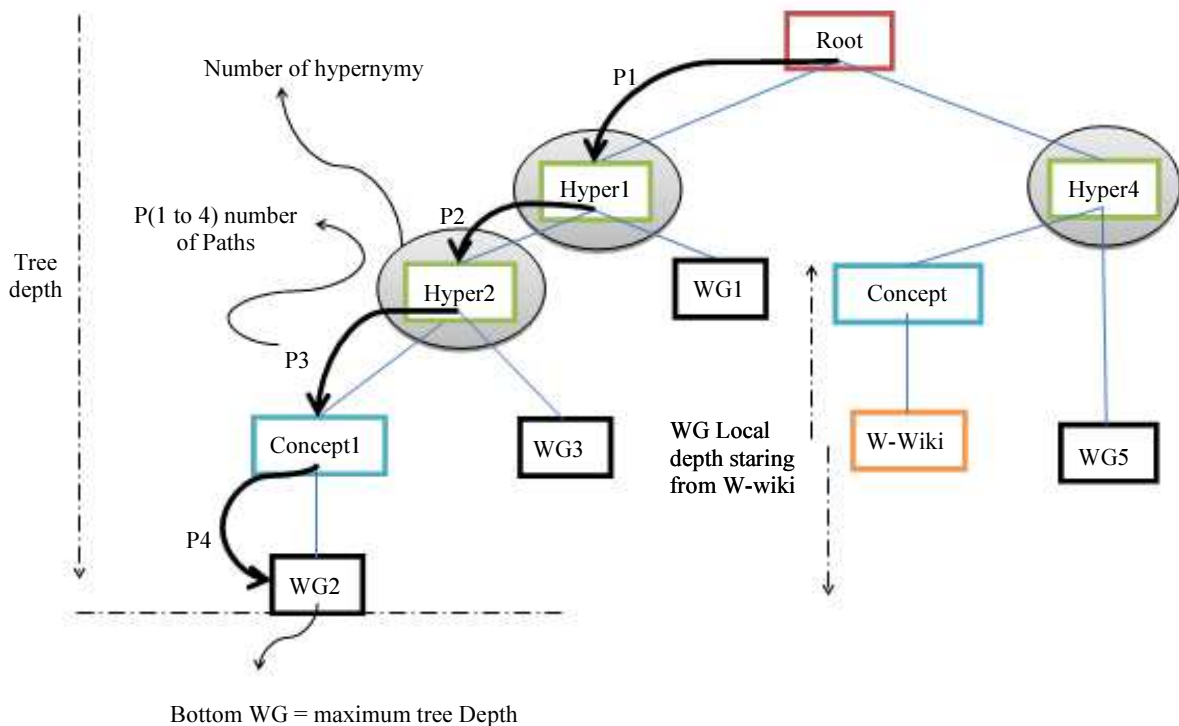 Root
Number of hypernymy
P1
Hyper1
Hyper4
P(1 to 4) number
of Paths
P2
Tree
depth
Hyper2
WG1
Concept
P3
Concept1
WG3
WG Local
depth staring
from W-wiki
W-Wiki
WG5
P4
WG2
Bottom WG = maximum tree Depth